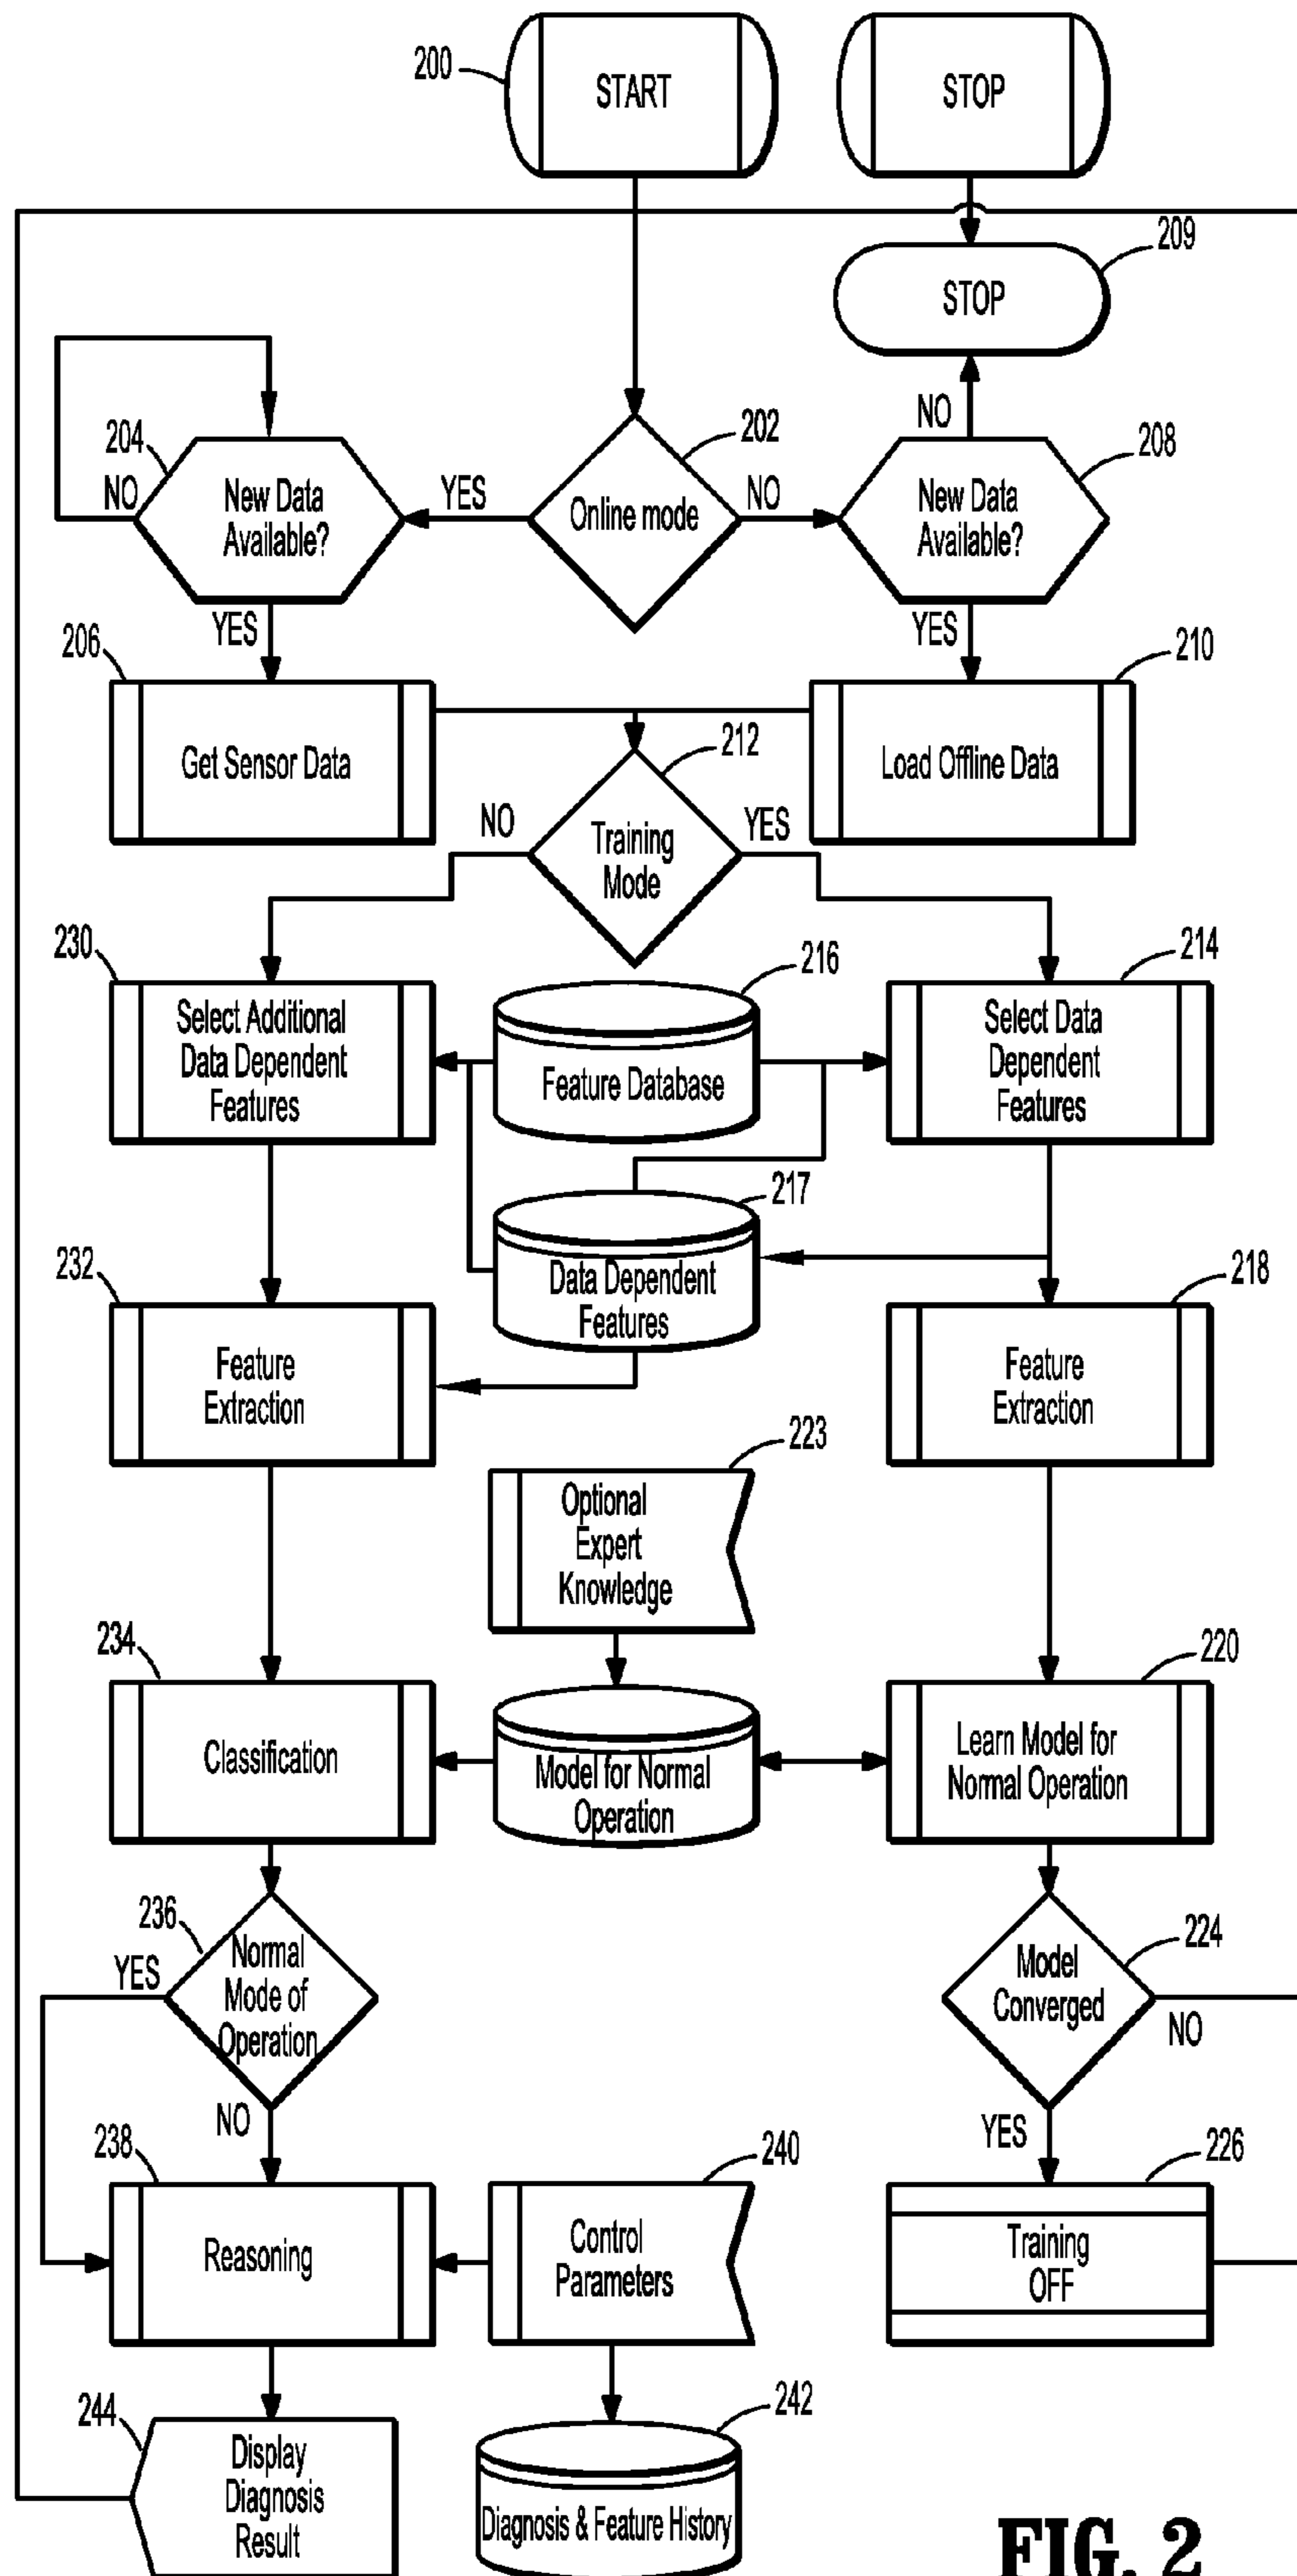 200
START
STOP
209
STOP
NO
204
202
208
NO
New Data
Available?
YES
Online mode
NO
New Data
Available?
YES
YES
206
210
Get Sensor Data
212
Load Offline Data
NO
YES
Training
Mode
230
216
214
Select Additional
Data Dependent
Features
Feature Database
Select Data
Dependent
Features
217
232
Data Dependent
Features
218
Feature
Extraction
Feature
Extraction
223
Optional
Expert
Knowledge
234
220
Classification
Model for Normal
Operation
Learn Model for
Normal Operation
236
YES
Normal
Mode of
Operation
224
Model
Converged
NO
NO
YES
238
240
226
Reasoning
Control
Parameters
Training
OFF
244
242
Display
Diagnosis
Result
Diagnosis & Feature History
FIG. 2